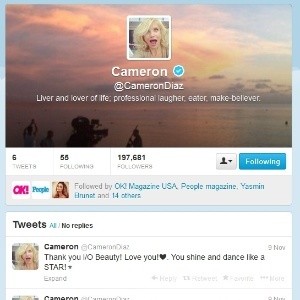 Cameron
@CameronDiaz
Liver and lover of life; professional laugher, eater, make-believer.
6 TWEETS
55 FOLLOWING
197,681 FOLLOWERS
Following
OK!
People
Followed by OK! Magazine USA, People magazine, Yasmin
Brunet and 14 others
Tweets All / No replies
Cameron @CameronDiaz 9 Nov
Thank you I/O Beauty! Love you!♥. You shine and dance like a
STAR!★
Expand Reply Retweet Favorite More
Cameron @CameronDiaz 9 Nov